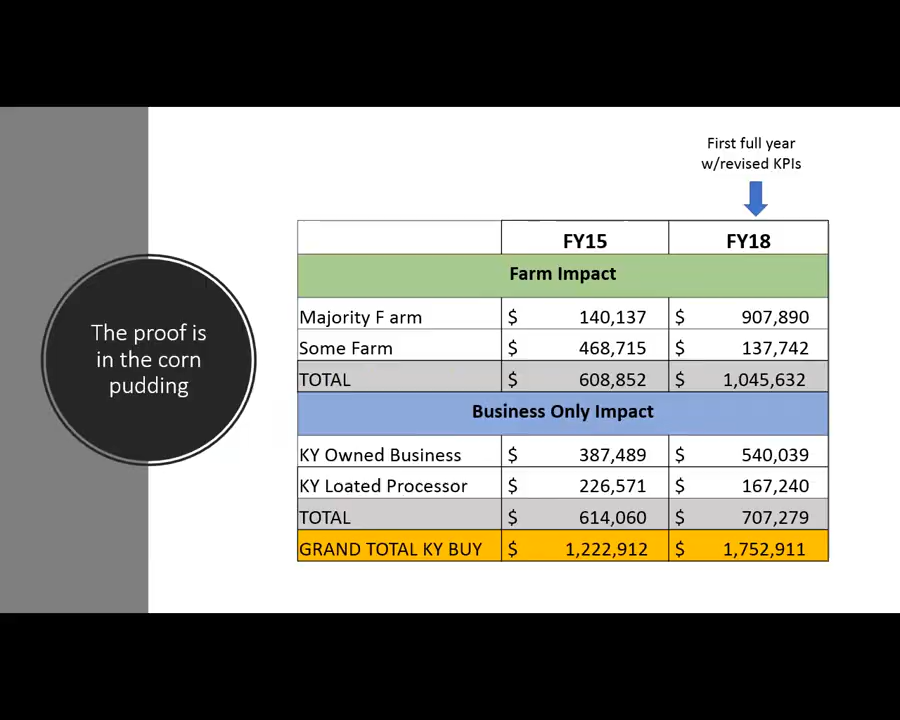 First full year
w/revised KPIs
The proof is
in the corn
pudding
FY15 FY18
Farm Impact
Majority F arm $ 140,137 $ 907,890
Some Farm $ 468,715 $ 137,742
TOTAL $ 608,852 $ 1,045,632
Business Only Impact
KY Owned Business $ 387,489 $ 540,039
KY Loated Processor $ 226,571 $ 167,240
TOTAL $ 614,060 $ 707,279
GRAND TOTAL KY BUY $ 1,222,912 $ 1,752,911